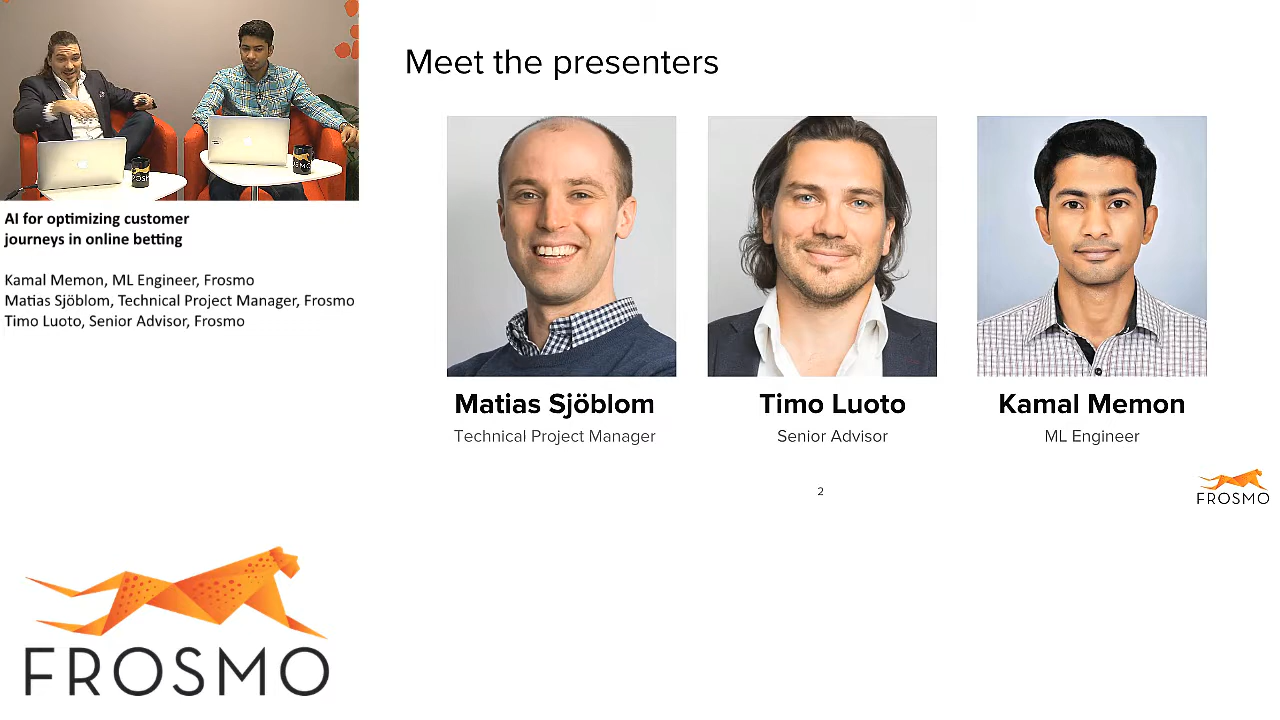 AI for optimizing customer
journeys in online betting
Kamal Memon, ML Engineer, Frosmo
Matias Sjöblom, Technical Project Manager, Frosmo
Timo Luoto, Senior Advisor, Frosmo
FROSMO
Meet the presenters
Matias Sjöblom
Technical Project Manager
Timo Luoto
Senior Advisor
Kamal Memon
ML Engineer
2
FROSMO